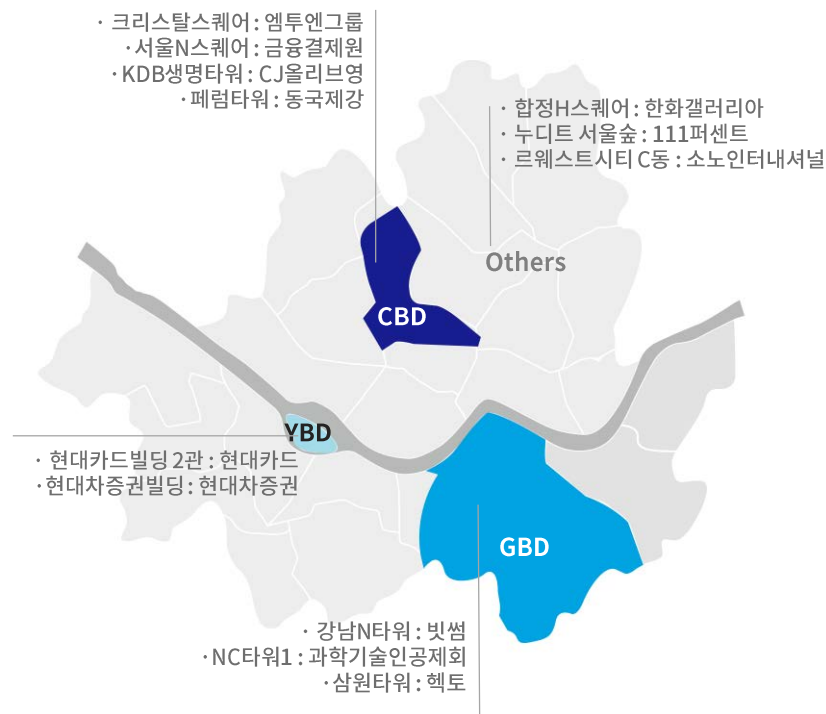 · 크리스탈스퀘어 : 엠투엔그룹
· 서울N스퀘어 : 금융결제원
· KDB생명타워 : CJ올리브영
· 페럼타워 : 동국제강
· 합정H스퀘어 : 한화갤러리아
· 누디트 서울숲 : 111퍼센트
· 르웨스트시티 C동 : 소노인터내셔널
Others
CBD
YBD
· 현대카드빌딩 2관 : 현대카드
· 현대차증권빌딩 : 현대차증권
GBD
· 강남N타워 : 빗썸
· NC타워1 : 과학기술인공제회
· 삼원타워 : 헥토